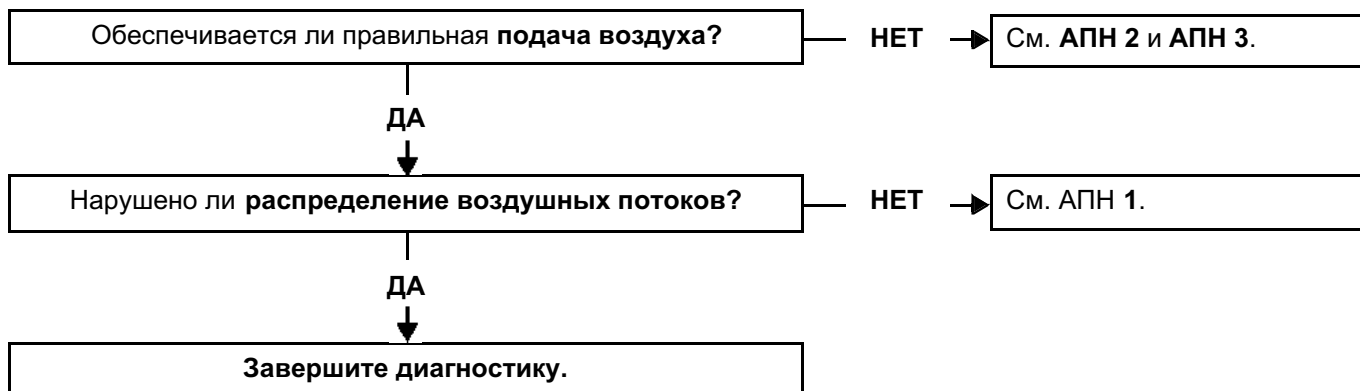 Обеспечивается ли правильная подача воздуха?
НЕТ
См. АПН 2 и АПН 3.
ДА
Нарушено ли распределение воздушных потоков?
НЕТ
См. АПН 1.
ДА
Завершите диагностику.